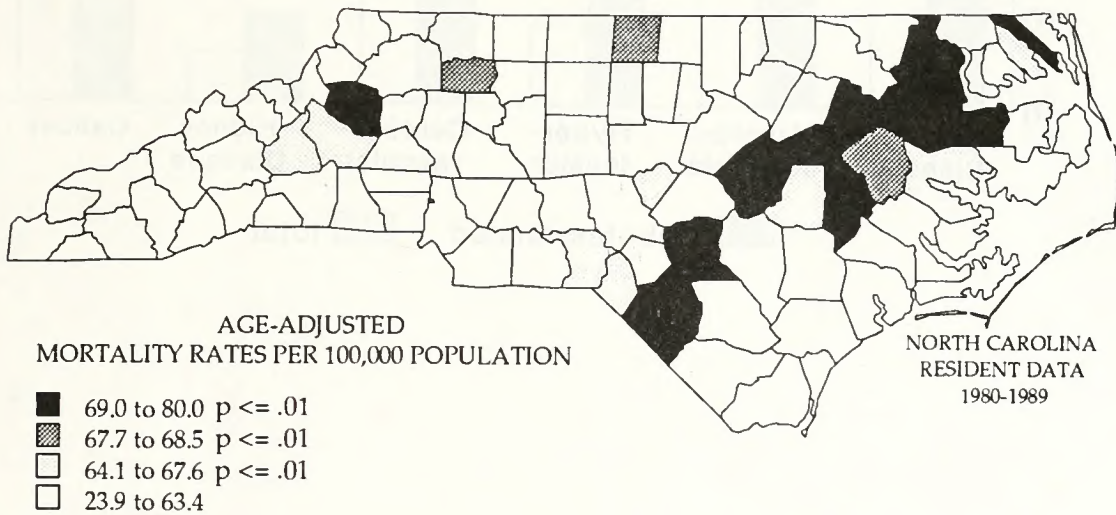 AGE-ADJUSTED
MORTALITY RATES PER 100,000 POPULATION
69.0 to 80.0 p <= .01
67.7 to 68.5 p <= .01
64.1 to 67.6 p <= .01
23.9 to 63.4
NORTH CAROLINA
RESIDENT DATA
1980-1989